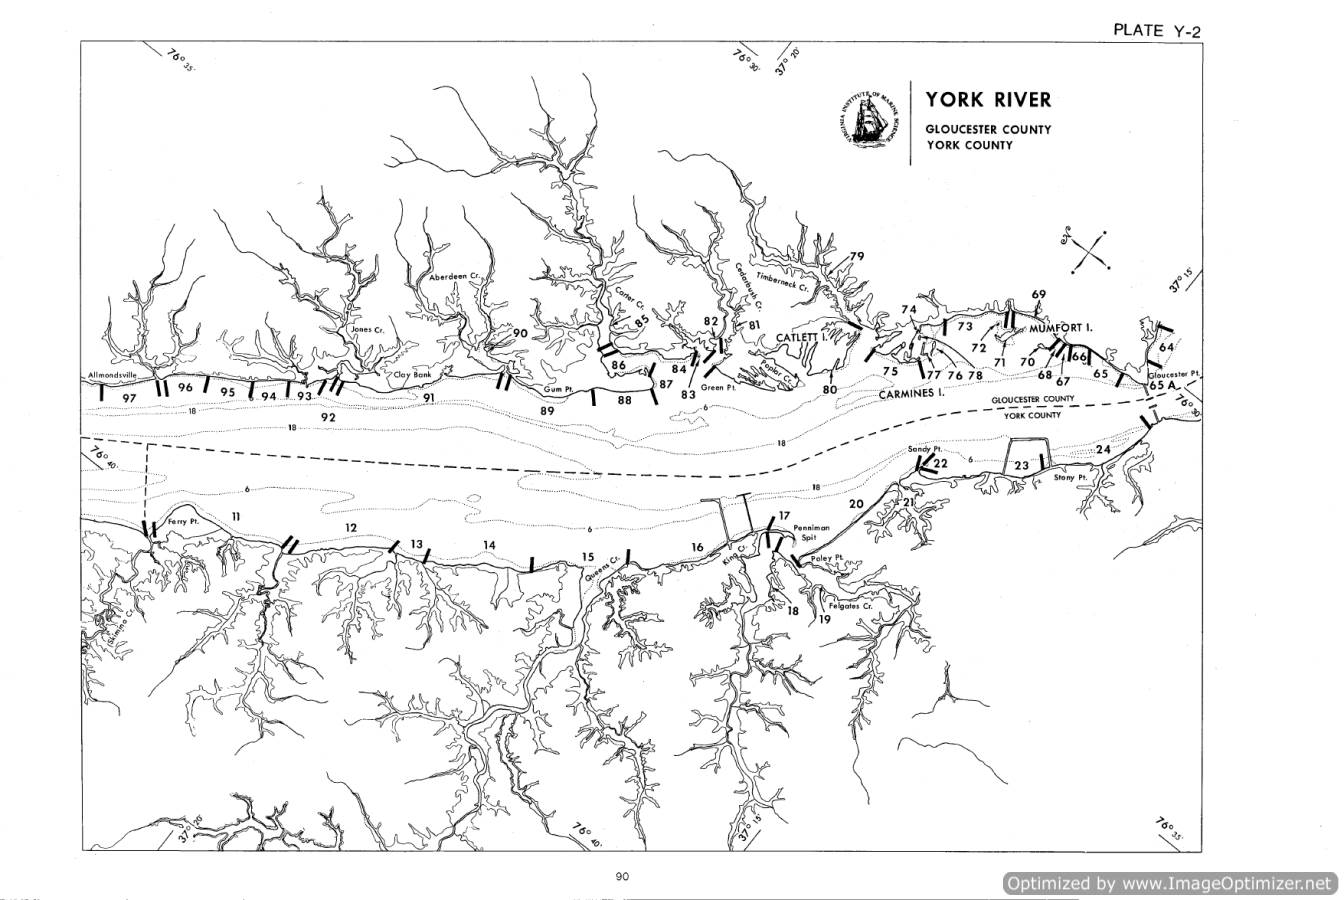 PLATE Y-2
76° 35'
76° 30'
37° 20'
VIRGINIA INSTITUTE OF MARINE SCIENCE
YORK RIVER
GLOUCESTER COUNTY
YORK COUNTY
N
79
37° 15'
Aberdeen Cr.
Carter Cr.
Cedarbush Cr.
Timberneck Cr.
69
74
73
85
82
81
Jones Cr.
90
CATLETT I.
MUMFORT I.
72
71
70
66
64
86
84
Poplar Cr.
75
77
76
78
68
67
65
Allmondsville
Clay Bank
Gum Pt.
87
Green Pt.
80
Gloucester Pt.
65 A
97
96
95
94
93
91
88
83
CARMINES I.
89
6
GLOUCESTER COUNTY
YORK COUNTY
76° 30'
18
18
92
18
76° 40'
Sandy Pt.
22
6
23
24
Stony Pt.
6
18
20
21
Ferry Pt.
11
12
6
17
Penniman
Spit
13
14
15
16
Queens Cr.
King Cr.
Poley Pt.
18
19
Felgates Cr.
Skimino Cr.
37° 20'
76° 40'
37° 15'
76° 35'
90
Optimized by www.ImageOptimizer.net